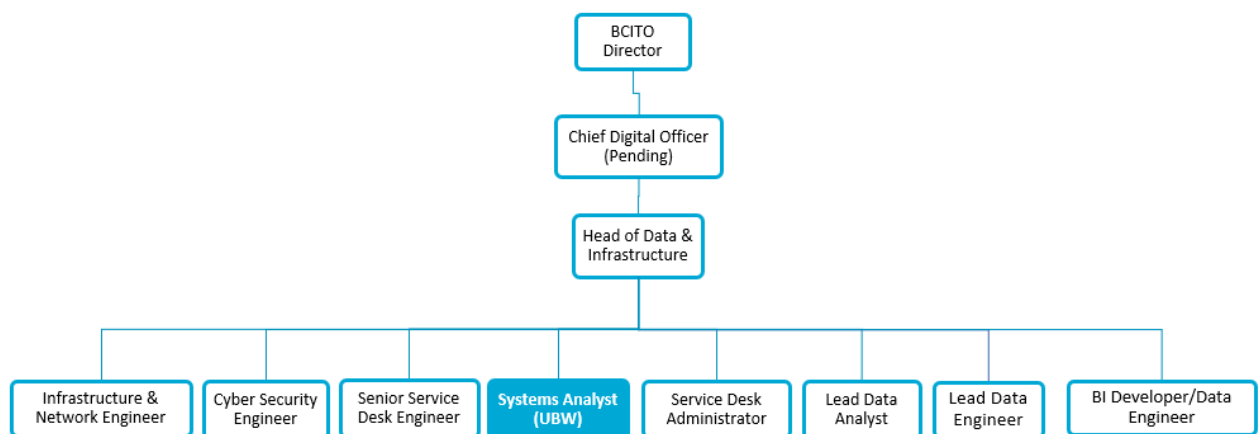 BCITO
Director
Chief Digital Officer
(Pending)
Head of Data &
Infrastructure
Infrastructure &
Network Engineer
Cyber Security
Engineer
Senior Service
Desk Engineer
Systems Analyst
(UBW)
Service Desk
Administrator
Lead Data
Analyst
Lead Data
Engineer
BI Developer/Data
Engineer